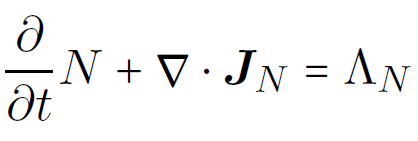 ∂/∂t N + ∇ · J_N = Λ_N